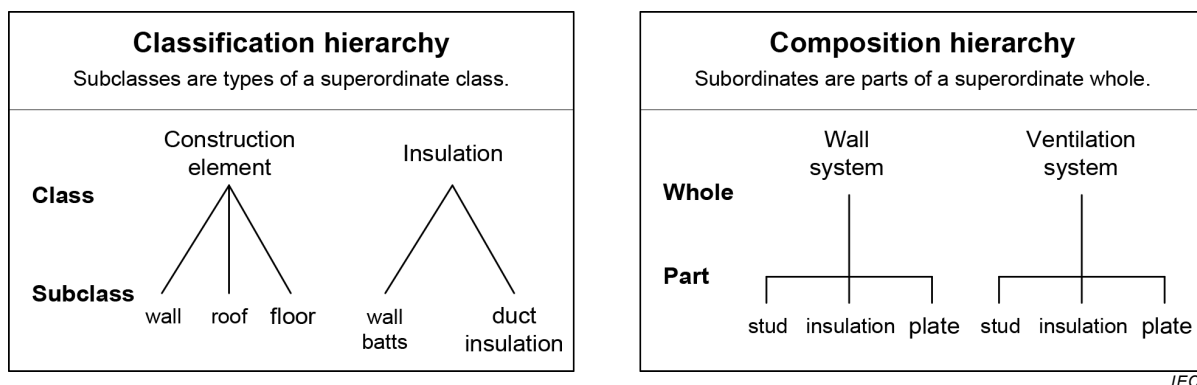 Classification hierarchy
Subclasses are types of a superordinate class.
Construction
element
Insulation
Class
Subclass
wall
roof
floor
wall
batts
duct
insulation
Composition hierarchy
Subordinates are parts of a superordinate whole.
Wall
system
Ventilation
system
Whole
Part
stud
insulation
plate
stud
insulation
plate